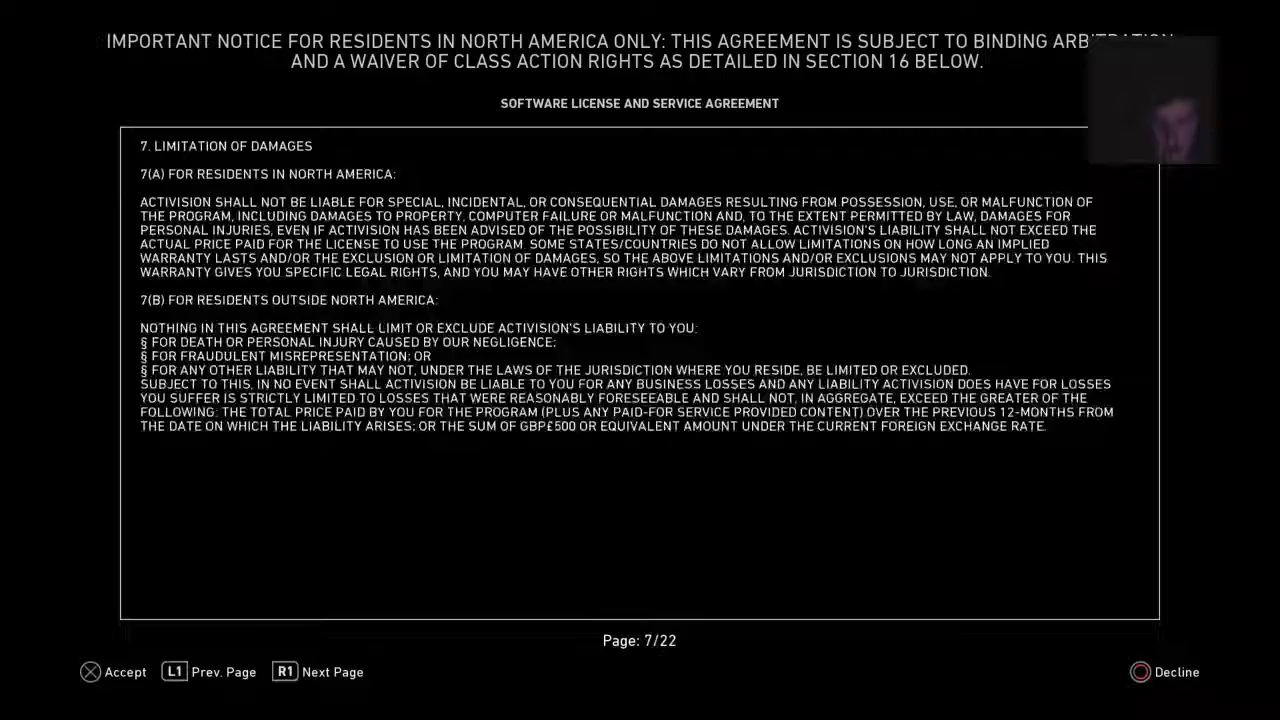 IMPORTANT NOTICE FOR RESIDENTS IN NORTH AMERICA ONLY: THIS AGREEMENT IS SUBJECT TO BINDING ARBITRATION
AND A WAIVER OF CLASS ACTION RIGHTS AS DETAILED IN SECTION 16 BELOW.
SOFTWARE LICENSE AND SERVICE AGREEMENT
7. LIMITATION OF DAMAGES
7(A) FOR RESIDENTS IN NORTH AMERICA:
ACTIVISION SHALL NOT BE LIABLE FOR SPECIAL, INCIDENTAL, OR CONSEQUENTIAL DAMAGES RESULTING FROM POSSESSION, USE, OR MALFUNCTION OF
THE PROGRAM, INCLUDING DAMAGES TO PROPERTY, COMPUTER FAILURE OR MALFUNCTION AND, TO THE EXTENT PERMITTED BY LAW, DAMAGES FOR
PERSONAL INJURIES, EVEN IF ACTIVISION HAS BEEN ADVISED OF THE POSSIBILITY OF THESE DAMAGES. ACTIVISION'S LIABILITY SHALL NOT EXCEED THE
ACTUAL PRICE PAID FOR THE LICENSE TO USE THE PROGRAM. SOME STATES/COUNTRIES DO NOT ALLOW LIMITATIONS ON HOW LONG AN IMPLIED
WARRANTY LASTS AND/OR THE EXCLUSION OR LIMITATION OF DAMAGES, SO THE ABOVE LIMITATIONS AND/OR EXCLUSIONS MAY NOT APPLY TO YOU. THIS
WARRANTY GIVES YOU SPECIFIC LEGAL RIGHTS, AND YOU MAY HAVE OTHER RIGHTS WHICH VARY FROM JURISDICTION TO JURISDICTION.
7(B) FOR RESIDENTS OUTSIDE NORTH AMERICA:
NOTHING IN THIS AGREEMENT SHALL LIMIT OR EXCLUDE ACTIVISION'S LIABILITY TO YOU:
§ FOR DEATH OR PERSONAL INJURY CAUSED BY OUR NEGLIGENCE;
§ FOR FRAUDULENT MISREPRESENTATION; OR
§ FOR ANY OTHER LIABILITY THAT MAY NOT, UNDER THE LAWS OF THE JURISDICTION WHERE YOU RESIDE, BE LIMITED OR EXCLUDED.
SUBJECT TO THIS, IN NO EVENT SHALL ACTIVISION BE LIABLE TO YOU FOR ANY BUSINESS LOSSES AND ANY LIABILITY ACTIVISION DOES HAVE FOR LOSSES
YOU SUFFER IS STRICTLY LIMITED TO LOSSES THAT WERE REASONABLY FORESEEABLE AND SHALL NOT, IN AGGREGATE, EXCEED THE GREATER OF THE
FOLLOWING: THE TOTAL PRICE PAID BY YOU FOR THE PROGRAM (PLUS ANY PAID-FOR SERVICE PROVIDED CONTENT) OVER THE PREVIOUS 12-MONTHS FROM
THE DATE ON WHICH THE LIABILITY ARISES; OR THE SUM OF GBP£500 OR EQUIVALENT AMOUNT UNDER THE CURRENT FOREIGN EXCHANGE RATE.
Page: 7/22
Accept L1 Prev. Page R1 Next Page Decline